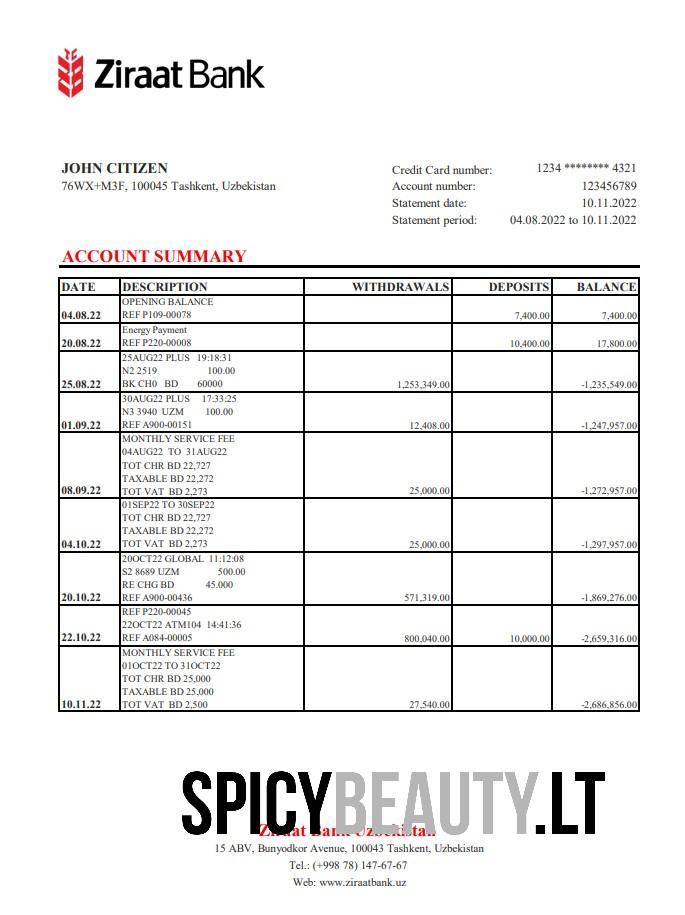 Ziraat Bank
JOHN CITIZEN
76WX+M3F, 100045 Tashkent, Uzbekistan
Credit Card number: 1234 ******** 4321
Account number: 123456789
Statement date: 10.11.2022
Statement period: 04.08.2022 to 10.11.2022
ACCOUNT SUMMARY
DATE DESCRIPTION WITHDRAWALS DEPOSITS BALANCE
OPENING BALANCE
04.08.22 REF P109-00078 7,400.00 7,400.00
Energy Payment
20.08.22 REF P220-00008 10,400.00 17,800.00
25AUG22 PLUS 19:18:31
N2 2519 100.00
25.08.22 BK CH0 BD 60000 1,253,349.00 -1,235,549.00
30AUG22 PLUS 17:33:25
N3 3940 UZM 100.00
01.09.22 REF A900-00151 12,408.00 -1,247,957.00
MONTHLY SERVICE FEE
04AUG22 TO 31AUG22
TOT CHR BD 22,727
TAXABLE BD 22,272
08.09.22 TOT VAT BD 2,273 25,000.00 -1,272,957.00
01SEP22 TO 30SEP22
TOT CHR BD 22,727
TAXABLE BD 22,272
04.10.22 TOT VAT BD 2,273 25,000.00 -1,297,957.00
20OCT22 GLOBAL 11:12:08
S2 8689 UZM 500.00
RE CHG BD 45.000
20.10.22 REF A900-00436 571,319.00 -1,869,276.00
REF P220-00045
22OCT22 ATM104 14:41:36
22.10.22 REF A084-00005 800,040.00 10,000.00 -2,659,316.00
MONTHLY SERVICE FEE
01OCT22 TO 31OCT22
TOT CHR BD 25,000
TAXABLE BD 25,000
10.11.22 TOT VAT BD 2,500 27,540.00 -2,686,856.00
SPICYBEAUTY.LT
Ziraat Bank Uzbekistan
15 ABV, Bunyodkor Avenue, 100043 Tashkent, Uzbekistan
Tel.: (+998 78) 147-67-67
Web: www.ziraatbank.uz